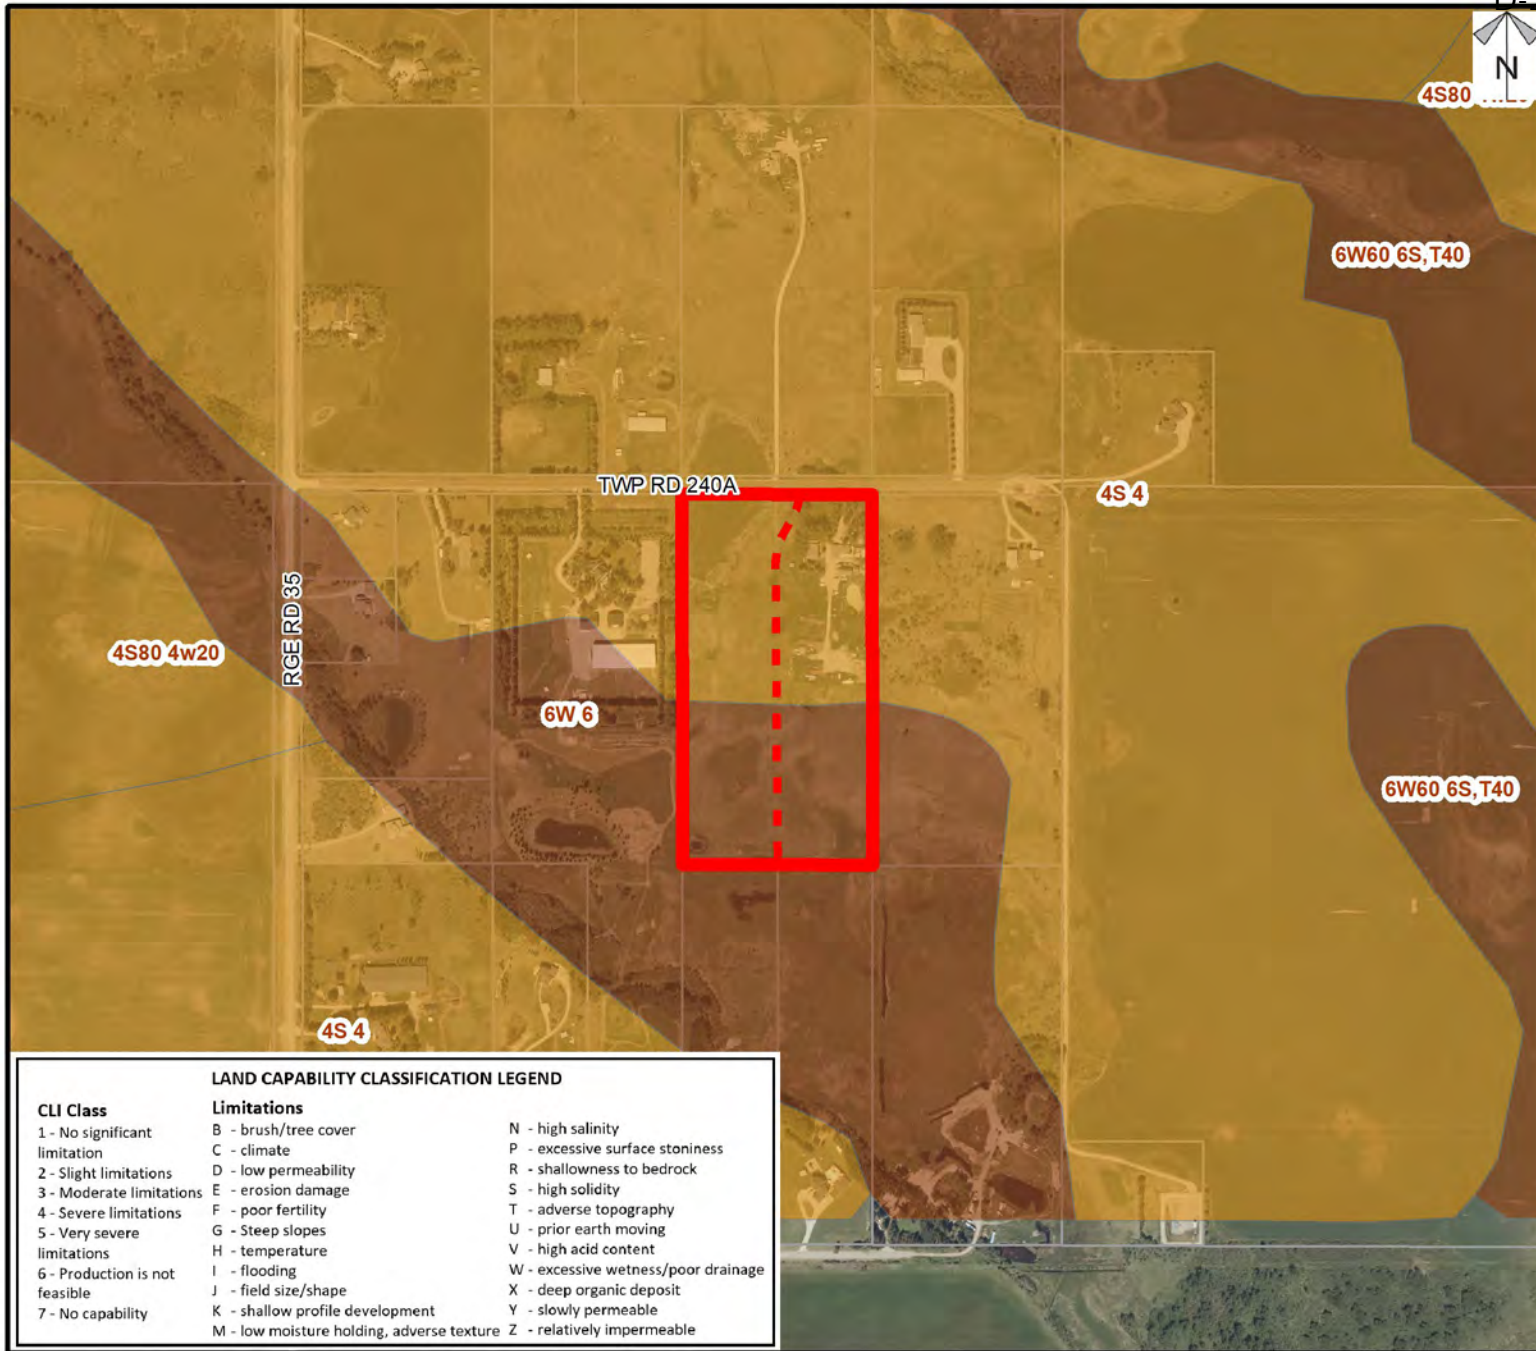 N
4S80
6W60 6S,T40
TWP RD 240A
4S 4
RGE RD 35
4S80 4w20
6W 6
6W60 6S,T40
4S 4
LAND CAPABILITY CLASSIFICATION LEGEND
CLI Class
1 - No significant
limitation
2 - Slight limitations
3 - Moderate limitations
4 - Severe limitations
5 - Very severe
limitations
6 - Production is not
feasible
7 - No capability
Limitations
B - brush/tree cover
C - climate
D - low permeability
E - erosion damage
F - poor fertility
G - Steep slopes
H - temperature
I - flooding
J - field size/shape
K - shallow profile development
M - low moisture holding, adverse texture
N - high salinity
P - excessive surface stoniness
R - shallowness to bedrock
S - high solidity
T - adverse topography
U - prior earth moving
V - high acid content
W - excessive wetness/poor drainage
X - deep organic deposit
Y - slowly permeable
Z - relatively impermeable